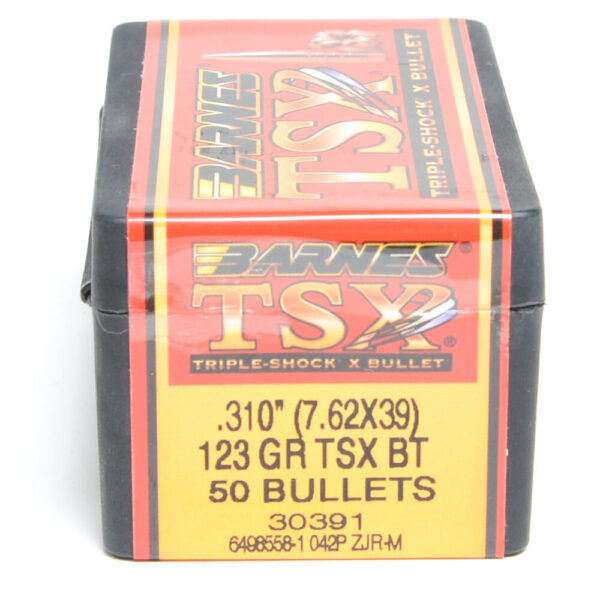 BARNES
TSX
TRIPLE-SHOCK X BULLET
BARNES®
TSX®
TRIPLE-SHOCK X BULLET
.310" (7.62X39)
123 GR TSX BT
50 BULLETS
30391
6498558-1 042P ZJR-M